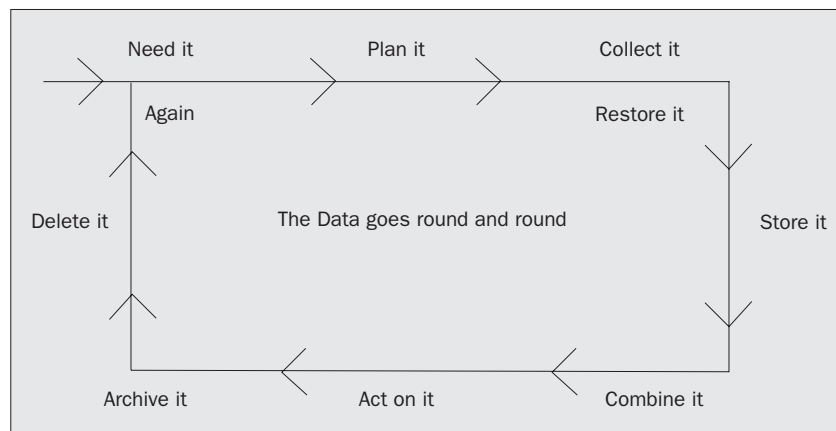 Need it Plan it Collect it
Again Restore it
Delete it The Data goes round and round Store it
Archive it Act on it Combine it